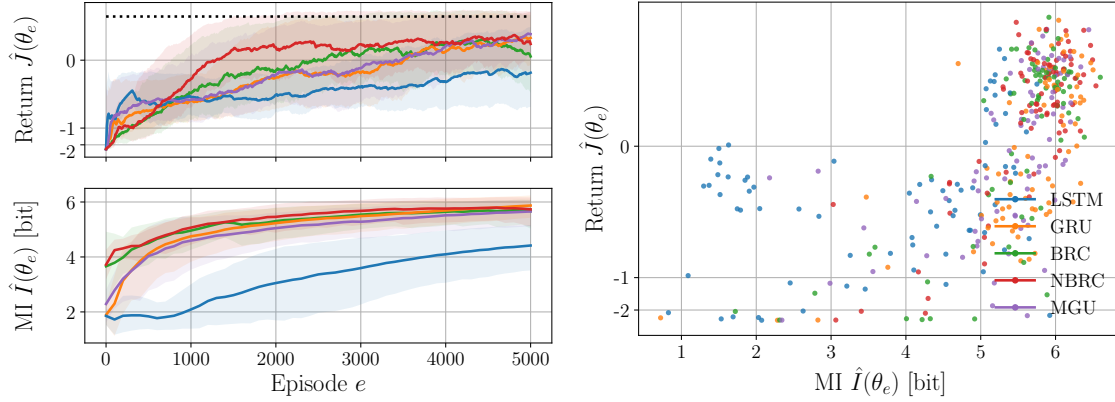 0
-1
-2
Return Ĵ(θₑ)
6
4
2
MI Î(θₑ) [bit]
0 1000 2000 3000 4000 5000
Episode e
0
-1
-2
Return Ĵ(θₑ)
LSTM
GRU
BRC
NBRC
MGU
1 2 3 4 5 6
MI Î(θₑ) [bit]